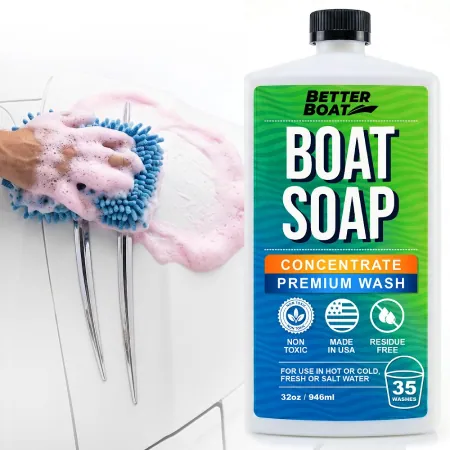 BETTER
BOAT
BOAT
SOAP
CONCENTRATE
PREMIUM WASH
NON
TOXIC
MADE
IN USA
RESIDUE
FREE
FOR USE IN HOT OR COLD,
FRESH OR SALT WATER
32oz / 946ml
35
WASHES